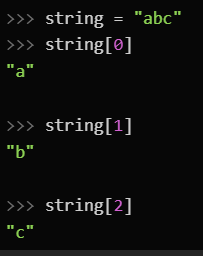 >>> string = "abc"
>>> string[0]
"a"
>>> string[1]
"b"
>>> string[2]
"c"